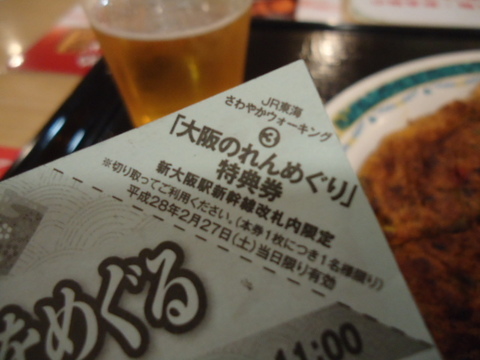 JR東海
さわやかウォーキング
③
「大阪のれんめぐり」
特典券
新大阪駅新幹線改札内限定
※切り取ってご利用ください。(本券1枚につき1名様限り)
平成28年2月27日(土)当日限り有効
をめぐる
11:00